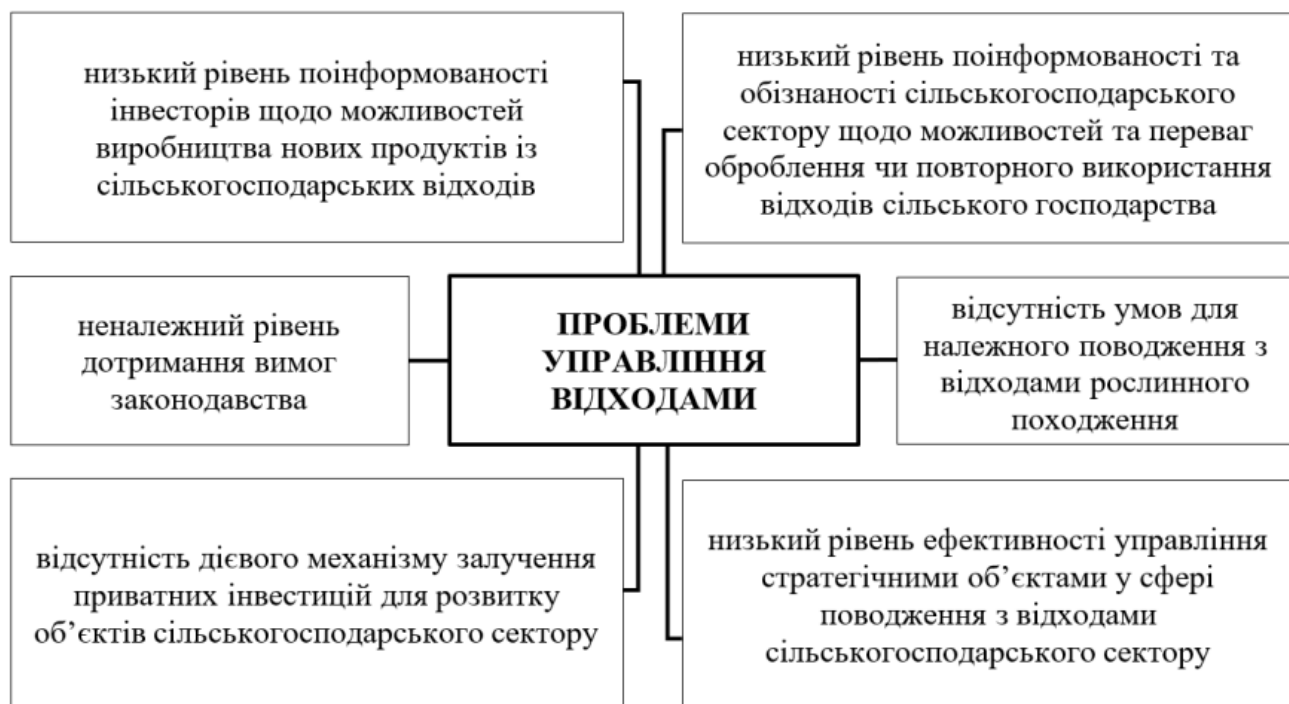 низький рівень поінформованості
інвесторів щодо можливостей
виробництва нових продуктів із
сільськогосподарських відходів
низький рівень поінформованості та
обізнаності сільськогосподарського
сектору щодо можливостей та переваг
оброблення чи повторного використання
відходів сільського господарства
неналежний рівень
дотримання вимог
законодавства
ПРОБЛЕМИ
УПРАВЛІННЯ
ВІДХОДАМИ
відсутність умов для
належного поводження з
відходами рослинного
походження
відсутність дієвого механізму залучення
приватних інвестицій для розвитку
об’єктів сільськогосподарського сектору
низький рівень ефективності управління
стратегічними об’єктами у сфері
поводження з відходами
сільськогосподарського сектору